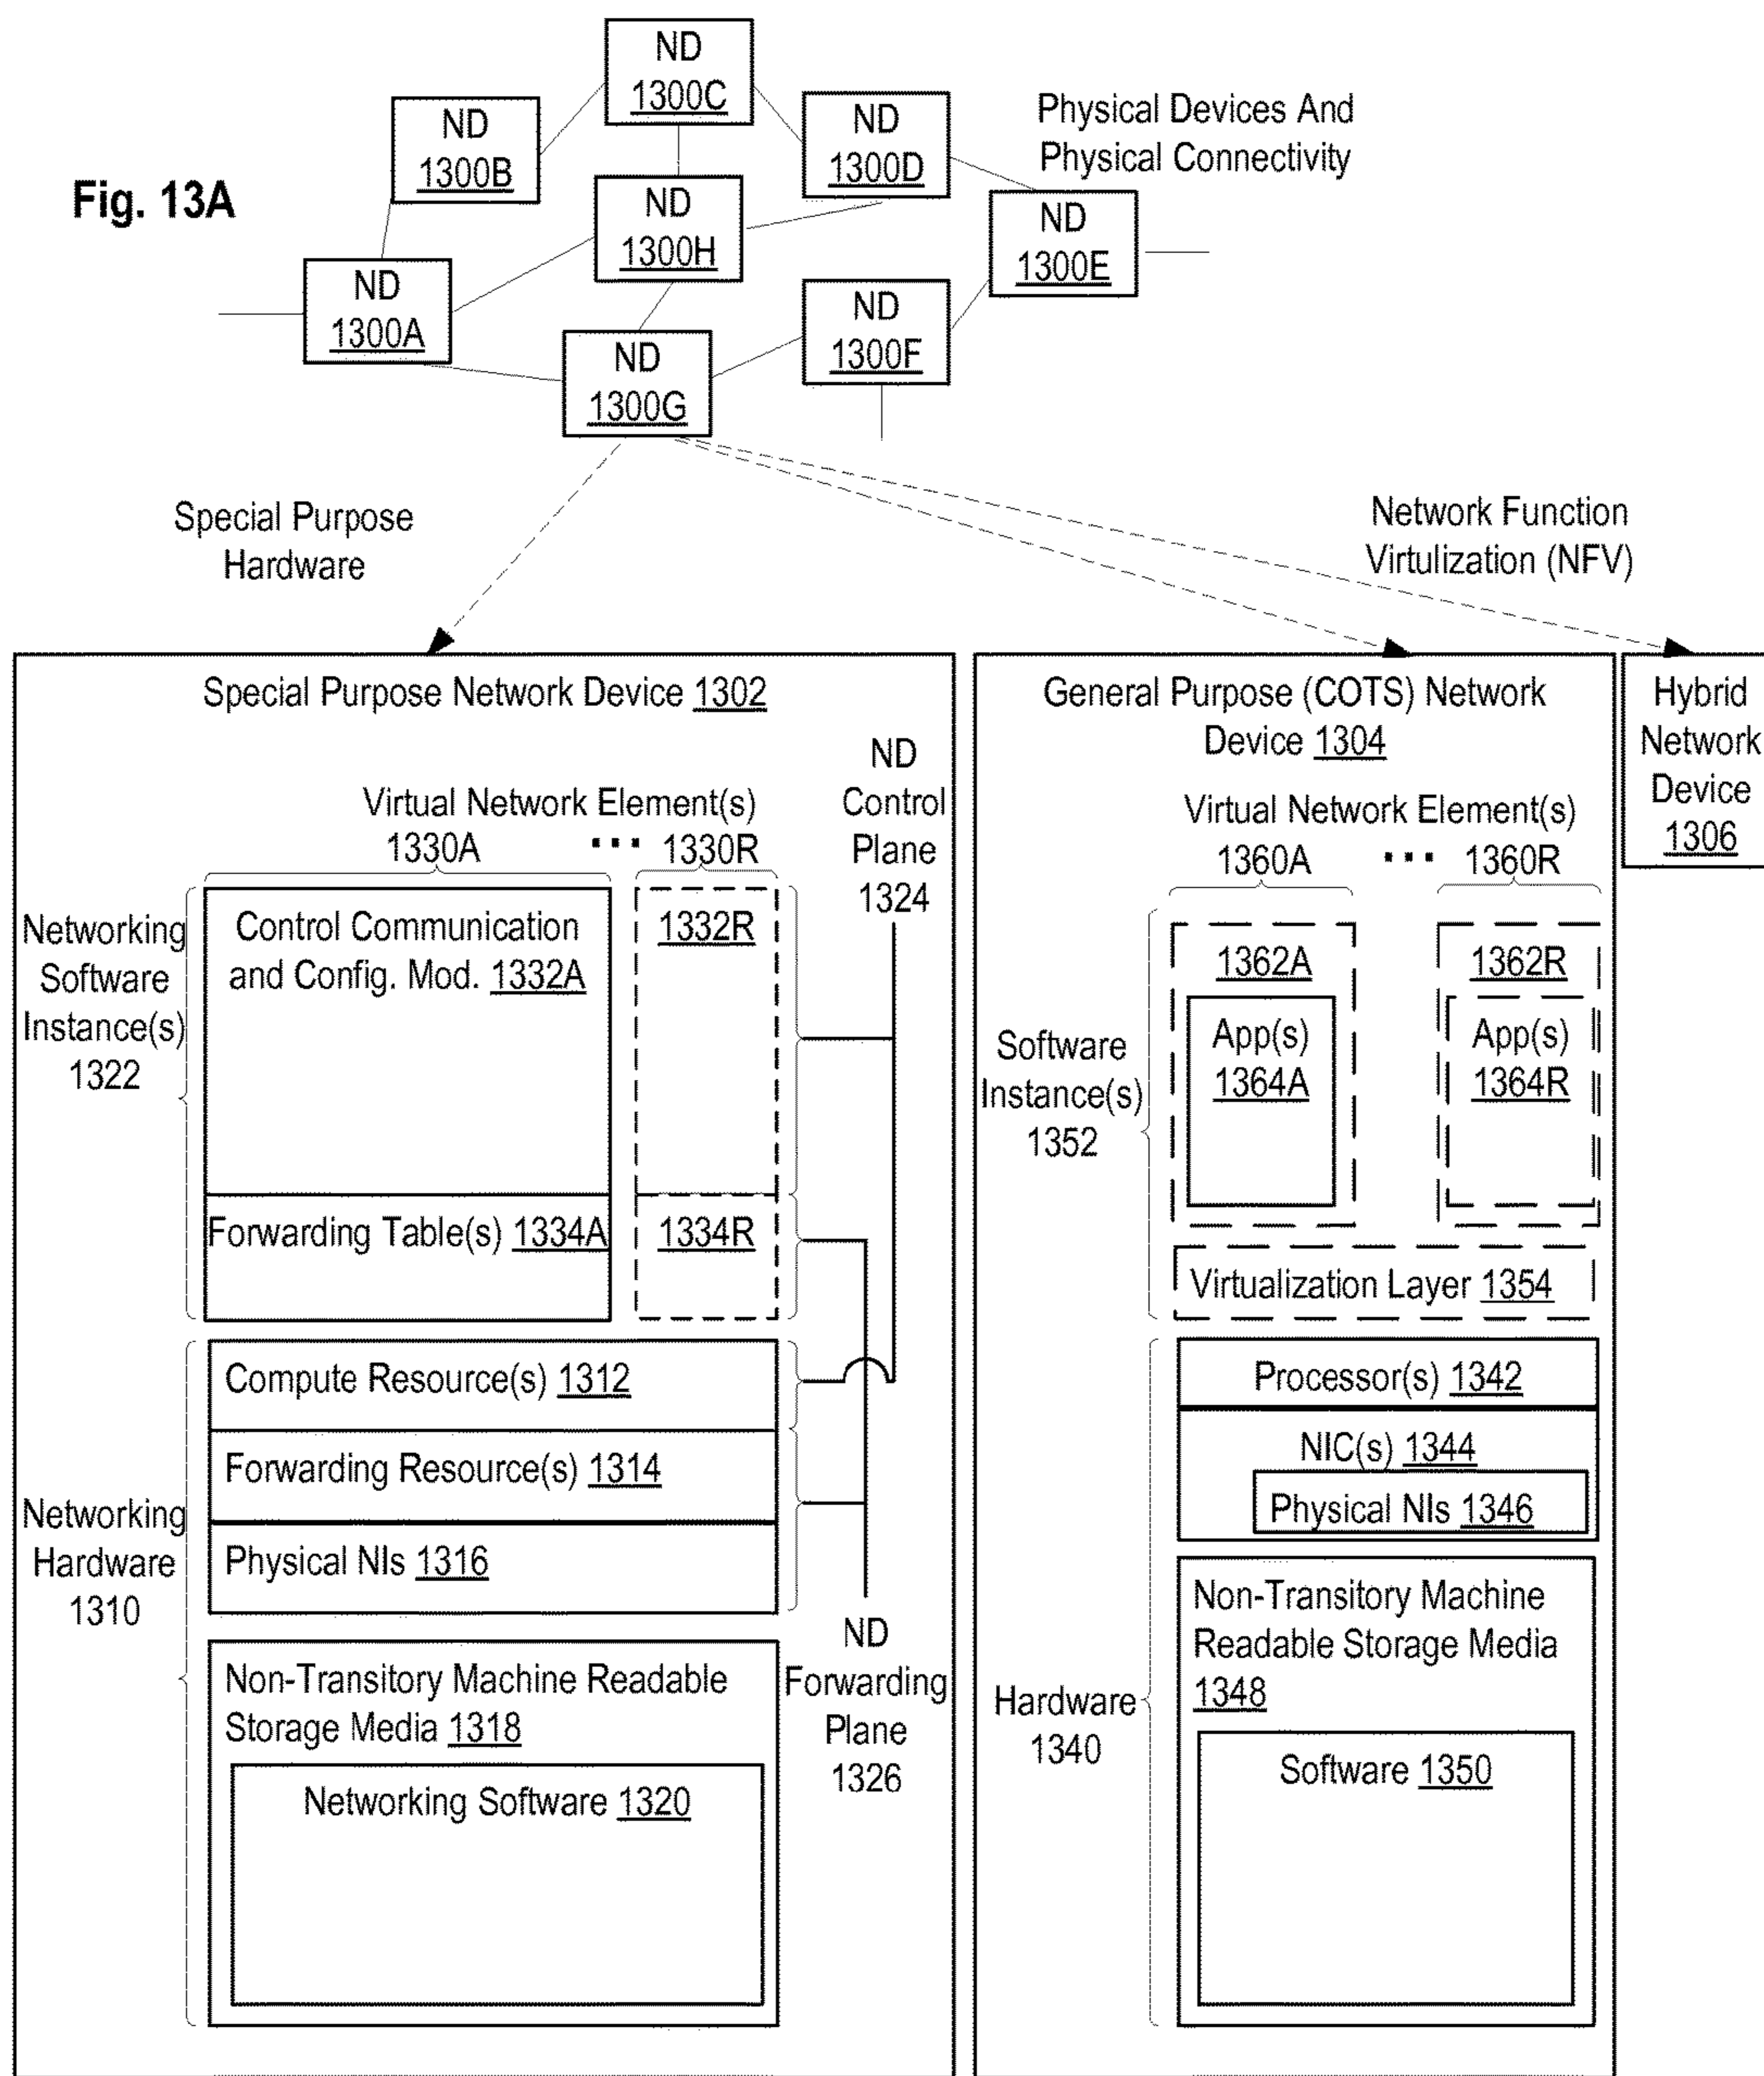 Fig. 13A
ND
1300C
ND
1300B
ND
1300D
Physical Devices And
Physical Connectivity
ND
1300H
ND
1300E
ND
1300A
ND
1300F
ND
1300G
Special Purpose
Hardware
Network Function
Virtulization (NFV)
Special Purpose Network Device 1302
ND
Control
Plane
1324
Virtual Network Element(s)
1330A ... 1330R
Networking
Software
Instance(s)
1322
Control Communication
and Config. Mod. 1332A
1332R
Forwarding Table(s) 1334A
1334R
Networking
Hardware
1310
Compute Resource(s) 1312
Forwarding Resource(s) 1314
Physical NIs 1316
ND
Forwarding
Plane
1326
Non-Transitory Machine Readable
Storage Media 1318
Networking Software 1320
General Purpose (COTS) Network
Device 1304
Virtual Network Element(s)
1360A ... 1360R
Software
Instance(s)
1352
1362A
App(s)
1364A
1362R
App(s)
1364R
Virtualization Layer 1354
Hardware
1340
Processor(s) 1342
NIC(s) 1344
Physical NIs 1346
Non-Transitory Machine
Readable Storage Media
1348
Software 1350
Hybrid
Network
Device
1306